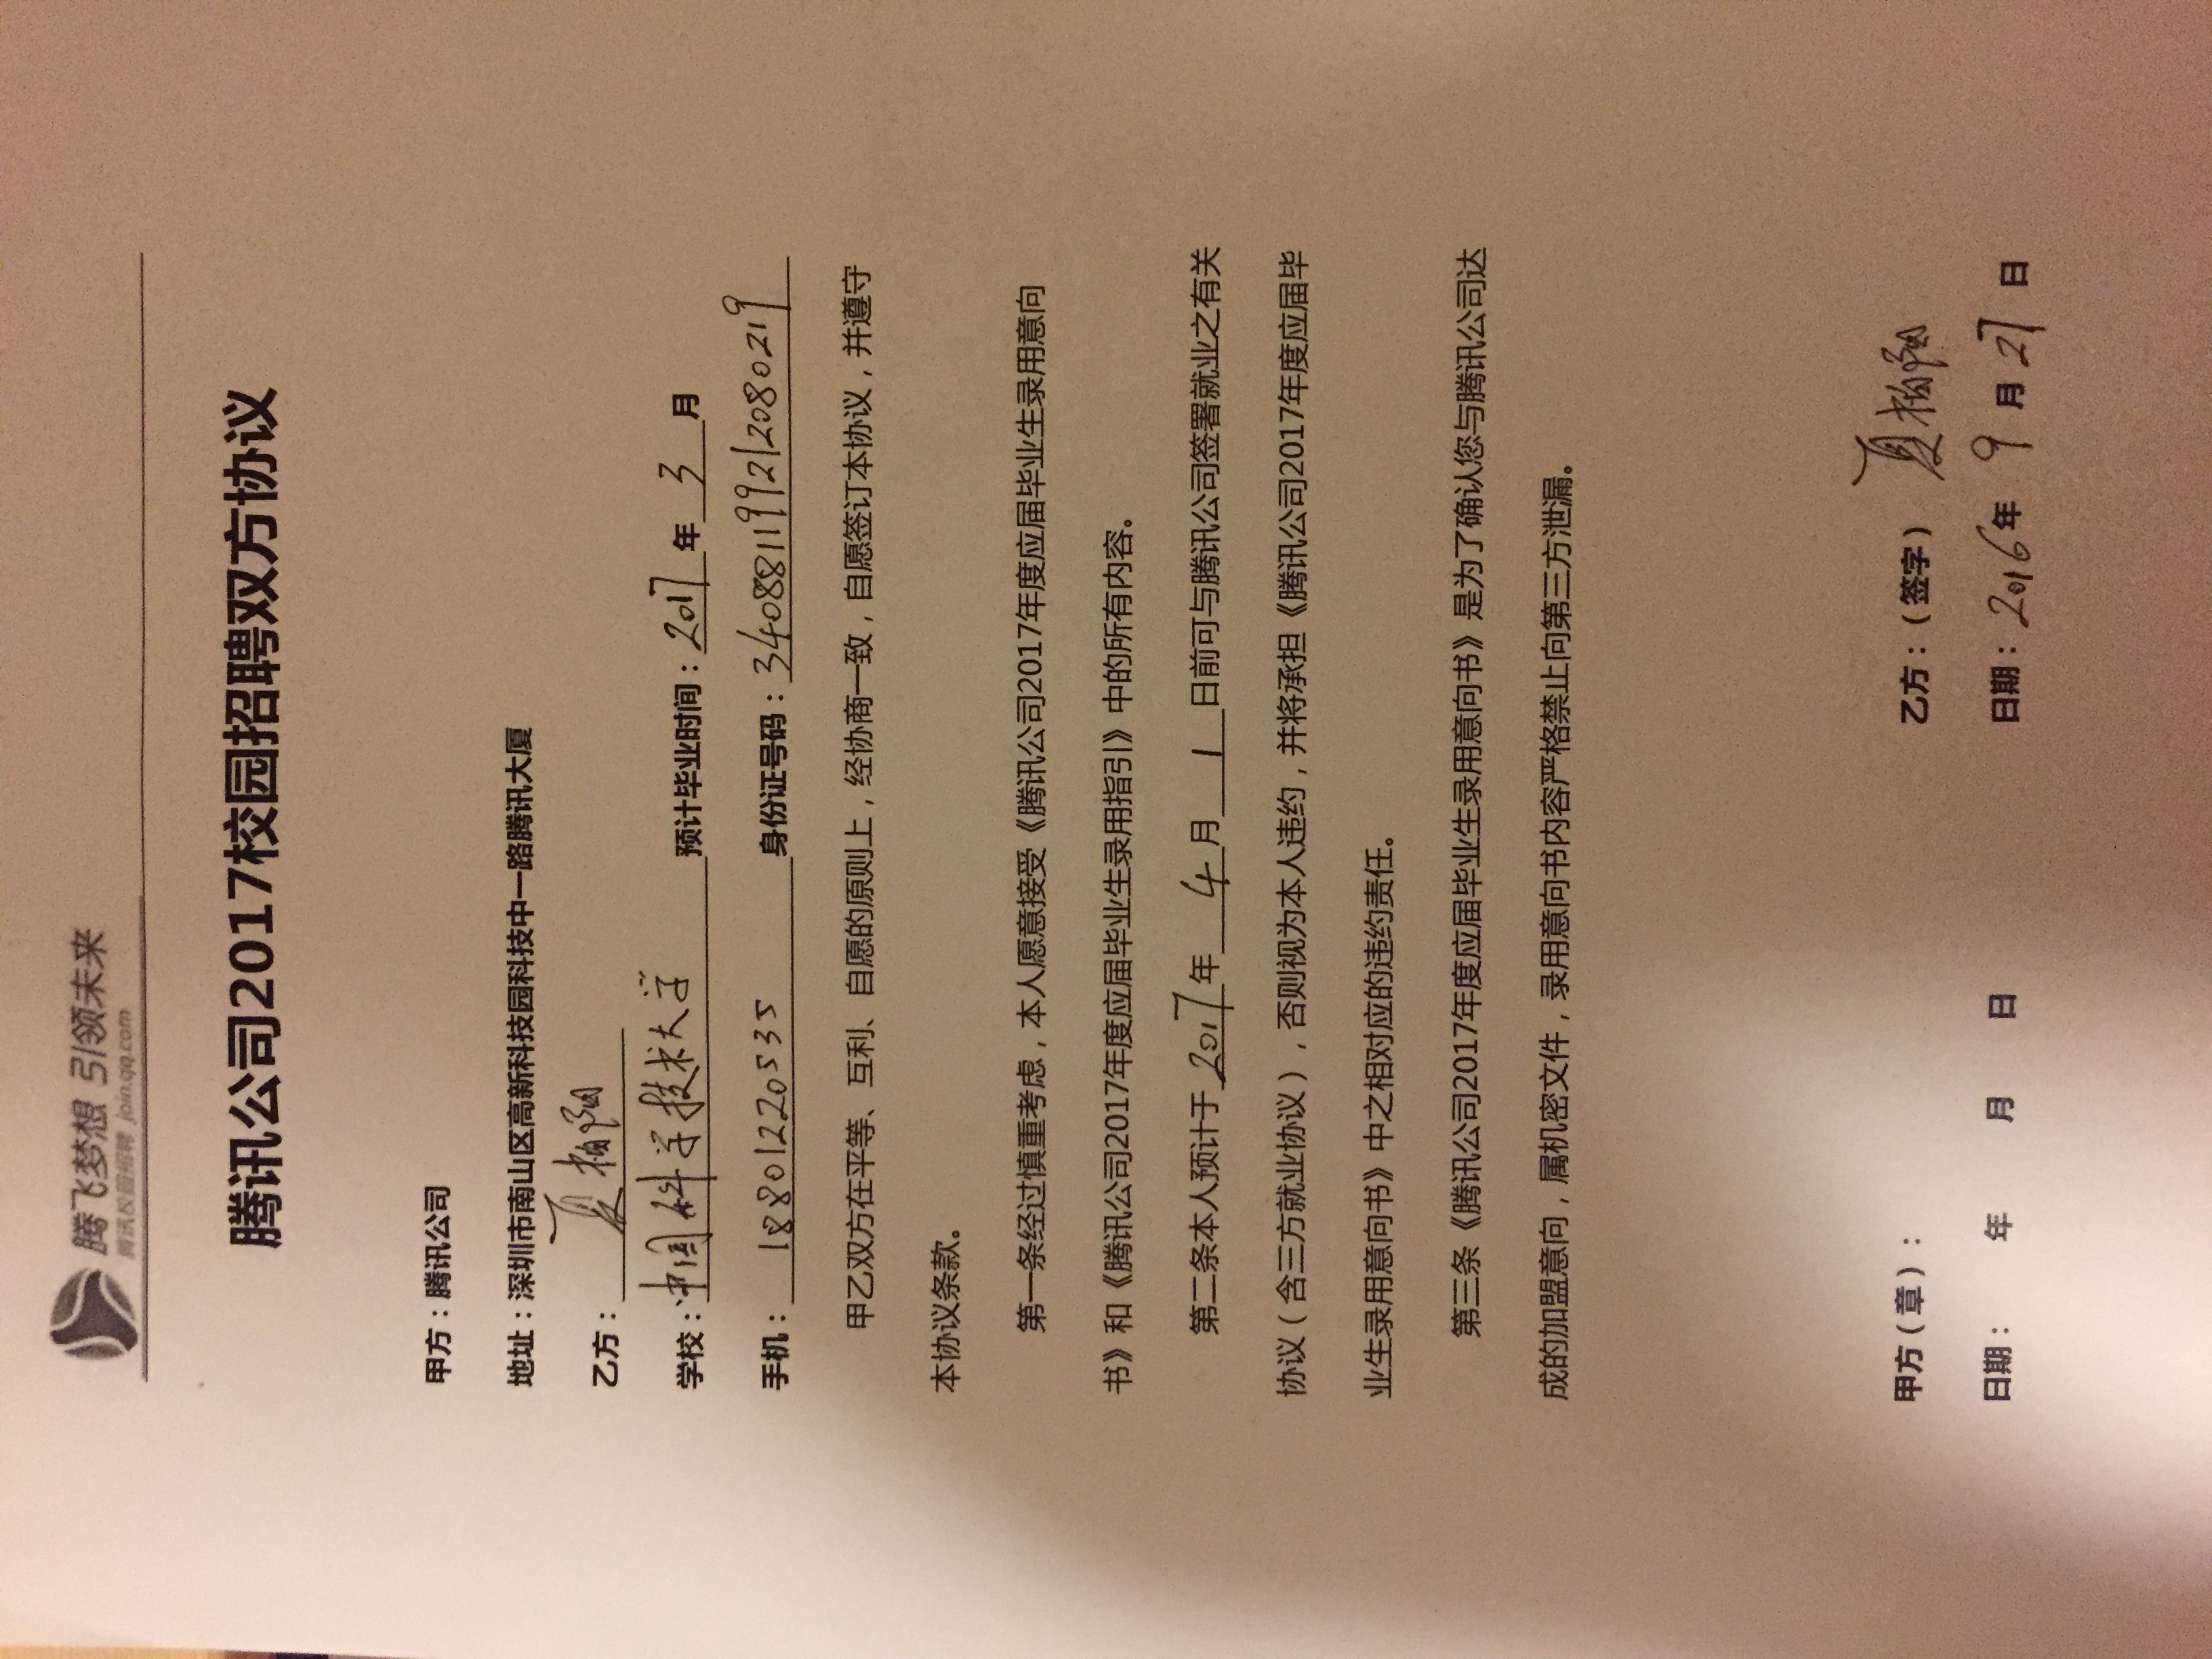 腾飞梦想 引领未来
腾讯校园招聘 join.qq.com
腾讯公司2017校园招聘双方协议
甲方：腾讯公司
地址：深圳市南山区高新科技园科技中一路腾讯大厦
乙方：夏柏阳
学校：中国科学技术大学 预计毕业时间：2017年3月
手机：18801220535 身份证号码：340881199212080219
甲乙双方在平等、互利、自愿的原则上，经协商一致，自愿签订本协议，并遵守
本协议条款。
第一条经过慎重考虑，本人愿意接受《腾讯公司2017年度应届毕业生录用意向
书》和《腾讯公司2017年度应届毕业生录用指引》中的所有内容。
第二条本人预计于2017年4月1日前可与腾讯公司签署就业之有关
协议（含三方就业协议），否则视为本人违约，并将承担《腾讯公司2017年度应届毕
业生录用意向书》中之相对应的违约责任。
第三条《腾讯公司2017年度应届毕业生录用意向书》是为了确认您与腾讯公司达
成的加盟意向，属机密文件，录用意向书内容严格禁止向第三方泄漏。
甲方（章）： 乙方：（签字）夏柏阳
日期： 年 月 日 日期：2016年9月27日